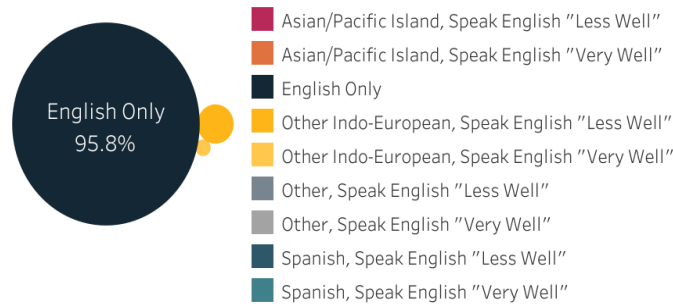 English Only
95.8%
Asian/Pacific Island, Speak English ”Less Well”
Asian/Pacific Island, Speak English ”Very Well”
English Only
Other Indo-European, Speak English ”Less Well”
Other Indo-European, Speak English ”Very Well”
Other, Speak English ”Less Well”
Other, Speak English ”Very Well”
Spanish, Speak English ”Less Well”
Spanish, Speak English ”Very Well”